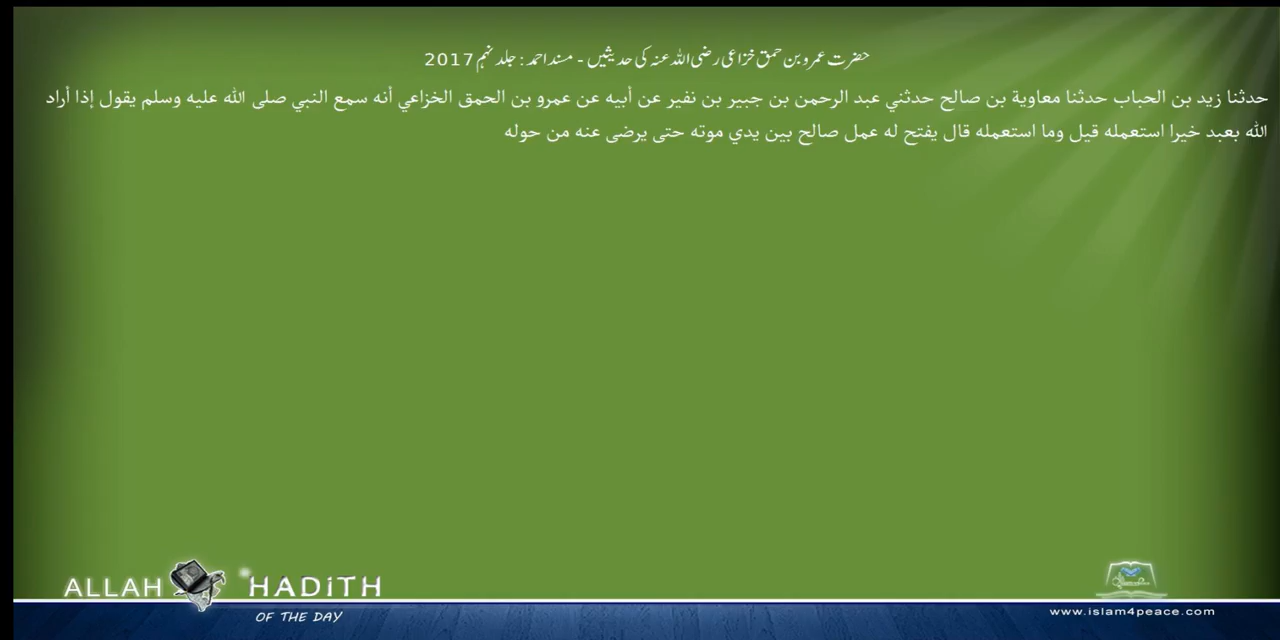 حضرت عمرو بن حمق خزاعی رضی اللہ عنہ کی حدیثیں - مسند احمد : جلد نہم 2017
حدثنا زيد بن الحباب حدثنا معاوية بن صالح حدثني عبد الرحمن بن جبير بن نفير عن أبيه عن عمرو بن الحمق الخزاعي أنه سمع النبي صلى الله عليه وسلم يقول إذا أراد
الله بعبد خيرا استعمله قيل وما استعمله قال يفتح له عمل صالح بين يدي موته حتى يرضى عنه من حوله
ALLAH HADiTH
OF THE DAY
www.islam4peace.com